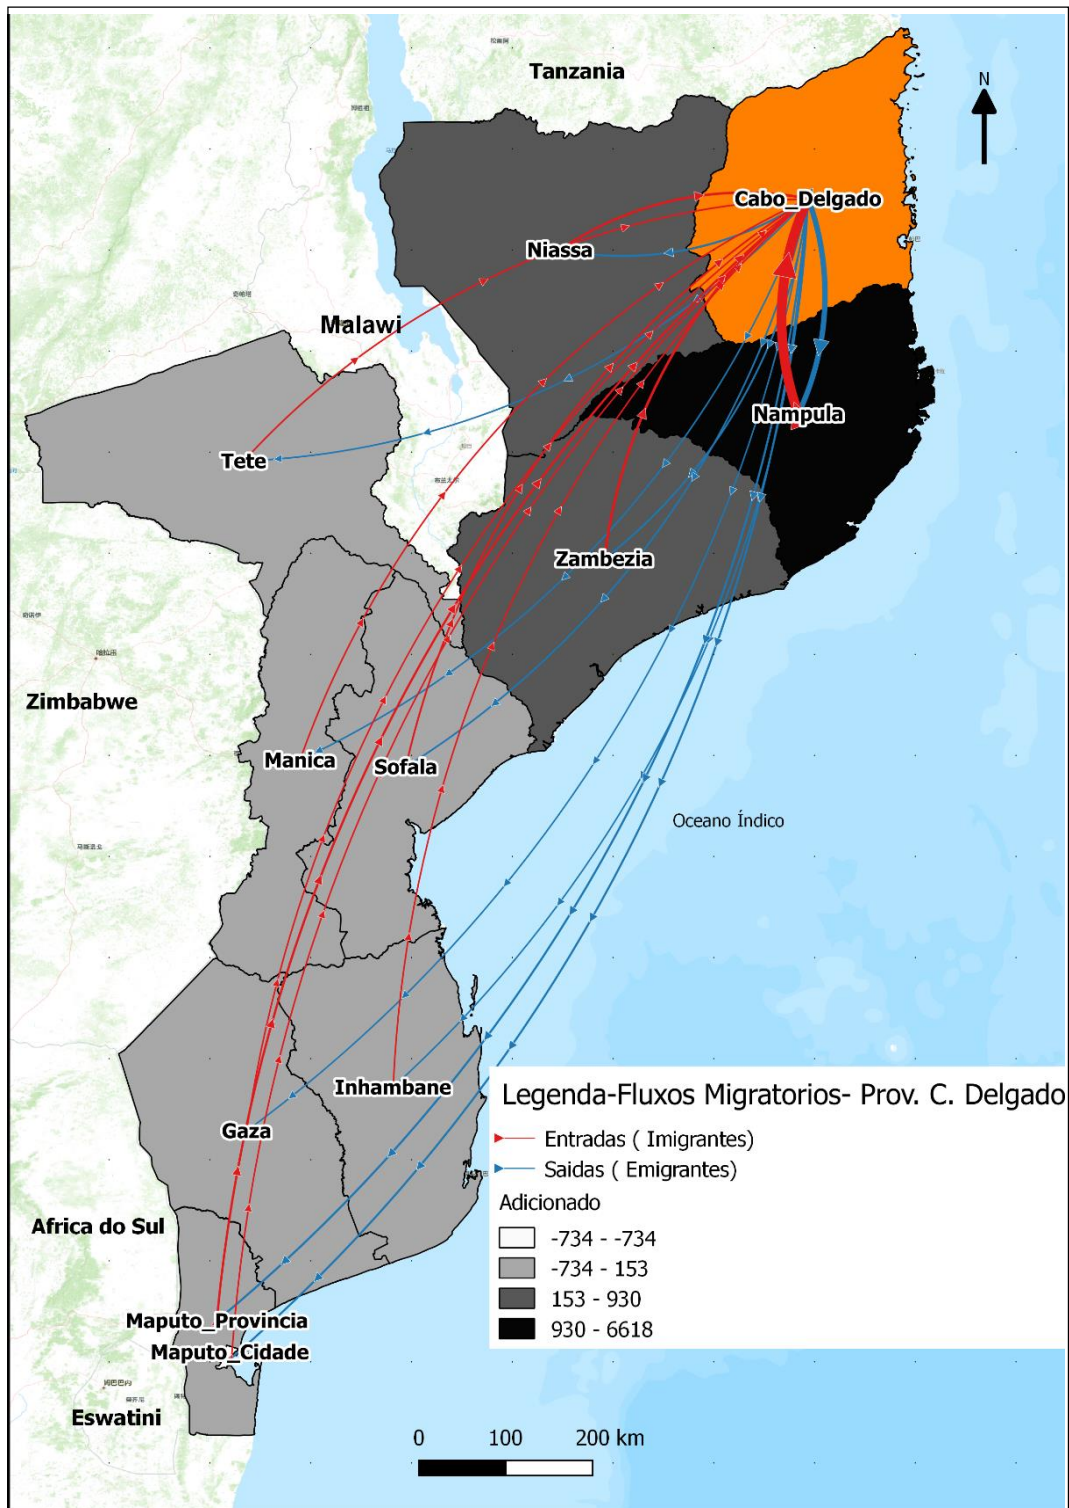 Tanzania
N
Cabo_Delgado
Niassa
Malawi
Nampula
Tete
Zambezia
Zimbabwe
Manica
Sofala
Oceano Índico
Inhambane
Gaza
Africa do Sul
Maputo_Provincia
Maputo_Cidade
Eswatini
Legenda-Fluxos Migratorios- Prov. C. Delgado
Entradas ( Imigrantes)
Saidas ( Emigrantes)
Adicionado
-734 - -734
-734 - 153
153 - 930
930 - 6618
0 100 200 km